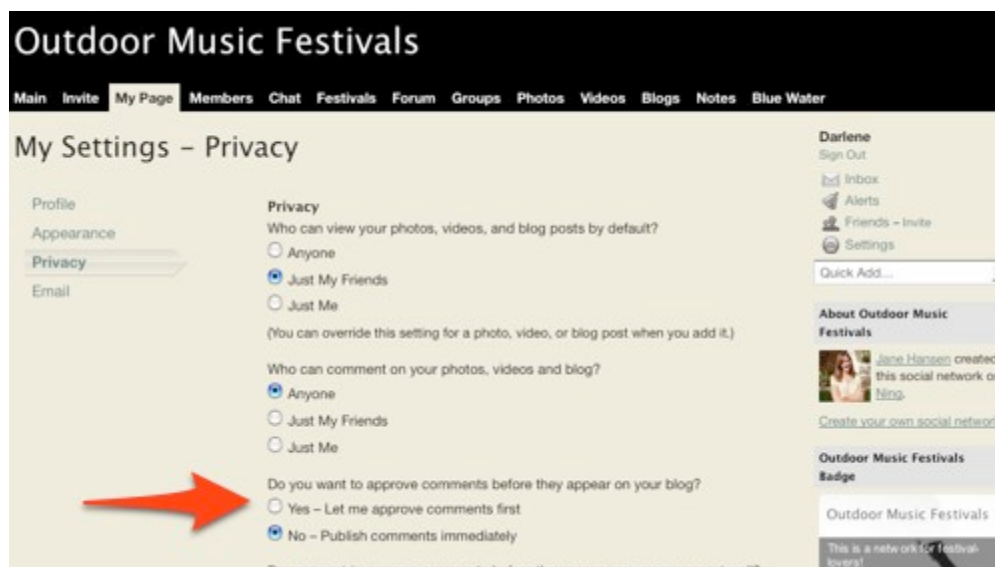 Outdoor Music Festivals
Main Invite My Page Members Chat Festivals Forum Groups Photos Videos Blogs Notes Blue Water
My Settings – Privacy
Profile
Appearance
Privacy
Email
Privacy
Who can view your photos, videos, and blog posts by default?
Anyone
Just My Friends
Just Me
(You can override this setting for a photo, video, or blog post when you add it.)
Who can comment on your photos, videos and blog?
Anyone
Just My Friends
Just Me
Do you want to approve comments before they appear on your blog?
Yes – Let me approve comments first
No – Publish comments immediately
Darlene
Sign Out
Inbox
Alerts
Friends – Invite
Settings
Quick Add...
About Outdoor Music
Festivals
Jane Hansen created
this social network o
Ning.
Create your own social networ
Outdoor Music Festivals
Badge
Outdoor Music Festivals
This is a network for festival-
lovers!